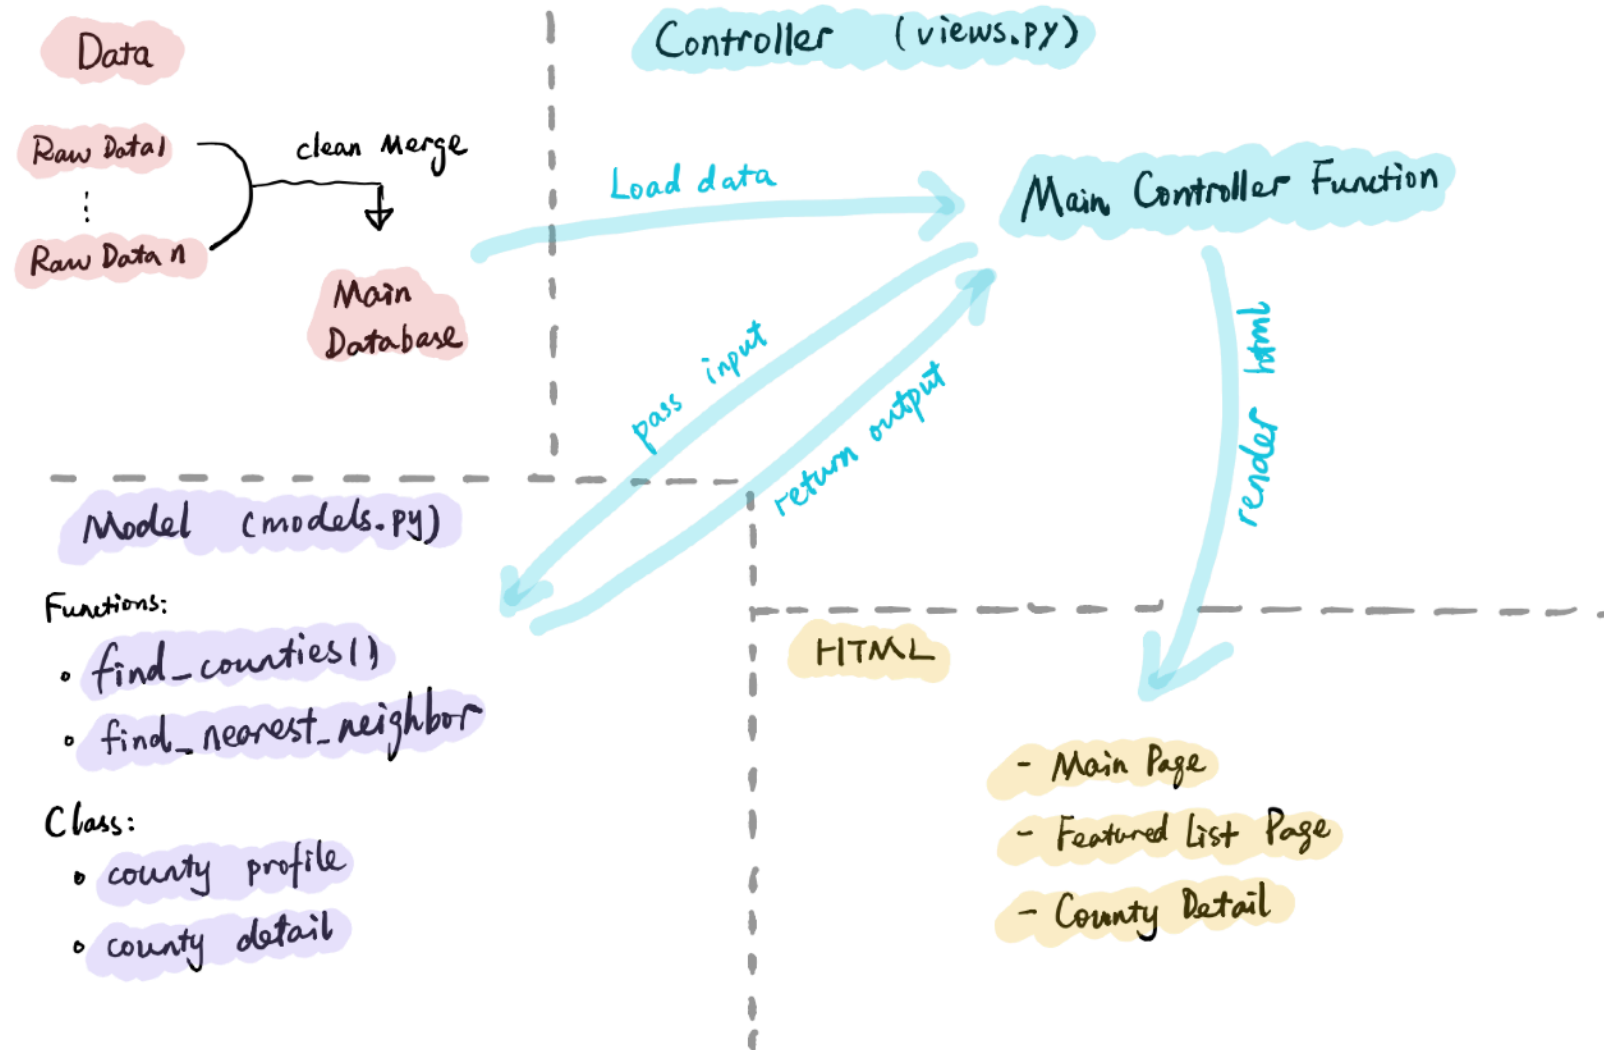 Data
Raw Data1
clean Merge
Raw Data n
Main
Database
Controller (views.py)
Load data
Main Controller Function
pass input
return output
render html
Model (models.py)
Functions:
• find_counties()
• find_nearest_neighbor
Class:
• county profile
• county detail
HTML
- Main Page
- Featured List Page
- County Detail